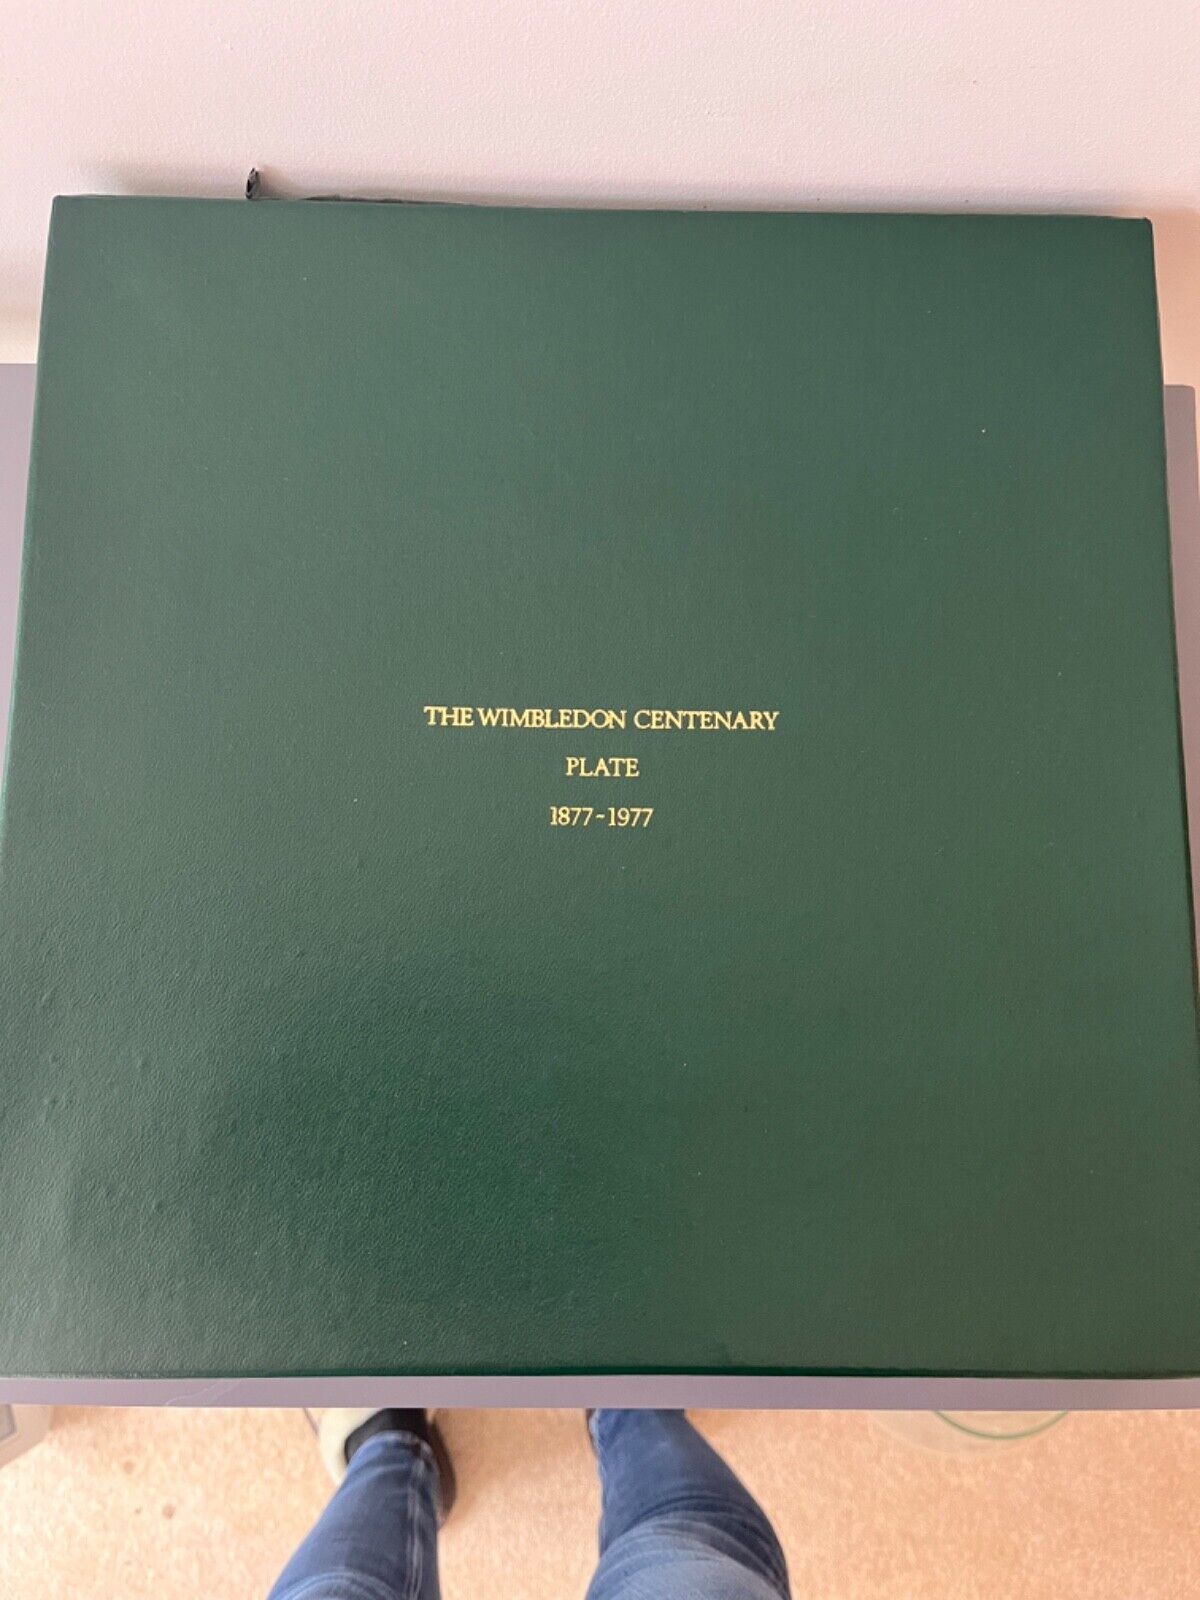 THE WIMBLEDON CENTENARY
PLATE
1877-1977